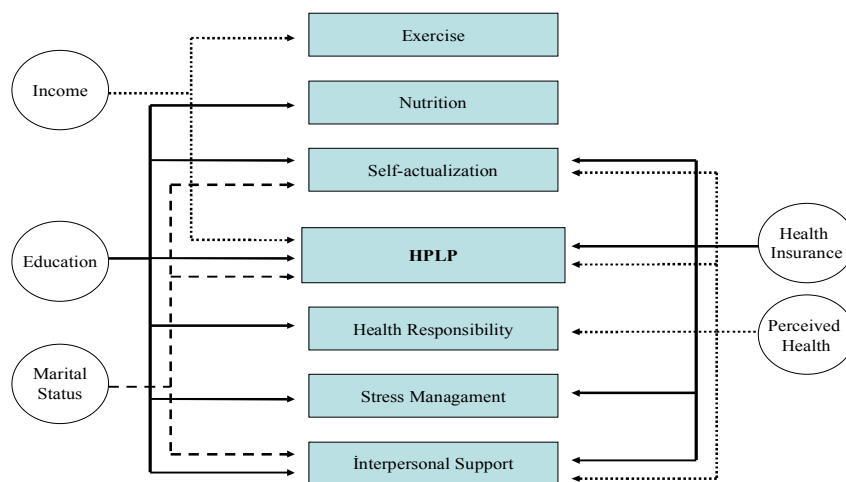 Exercise
Income
Nutrition
Self-actualization
Education
HPLP
Health
Insurance
Health Responsibility
Perceived
Health
Marital
Status
Stress Managament
İnterpersonal Support